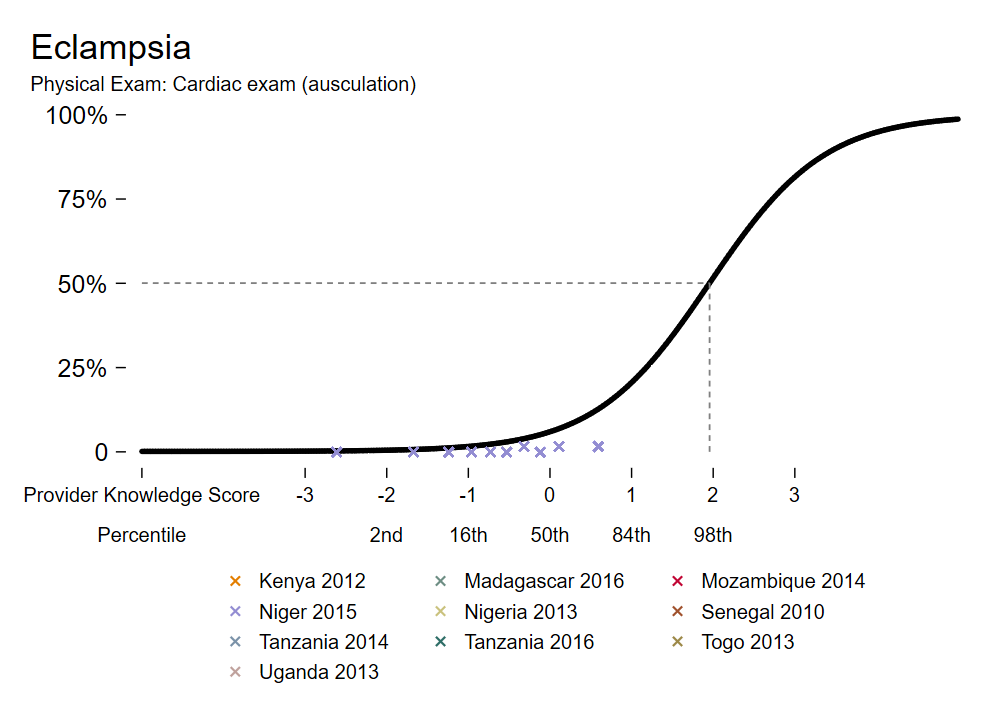 Eclampsia
Physical Exam: Cardiac exam (ausculation)
100%
75%
50%
25%
0
Provider Knowledge Score -3 -2 -1 0 1 2 3
Percentile 2nd 16th 50th 84th 98th
Kenya 2012 Madagascar 2016 Mozambique 2014
Niger 2015 Nigeria 2013 Senegal 2010
Tanzania 2014 Tanzania 2016 Togo 2013
Uganda 2013